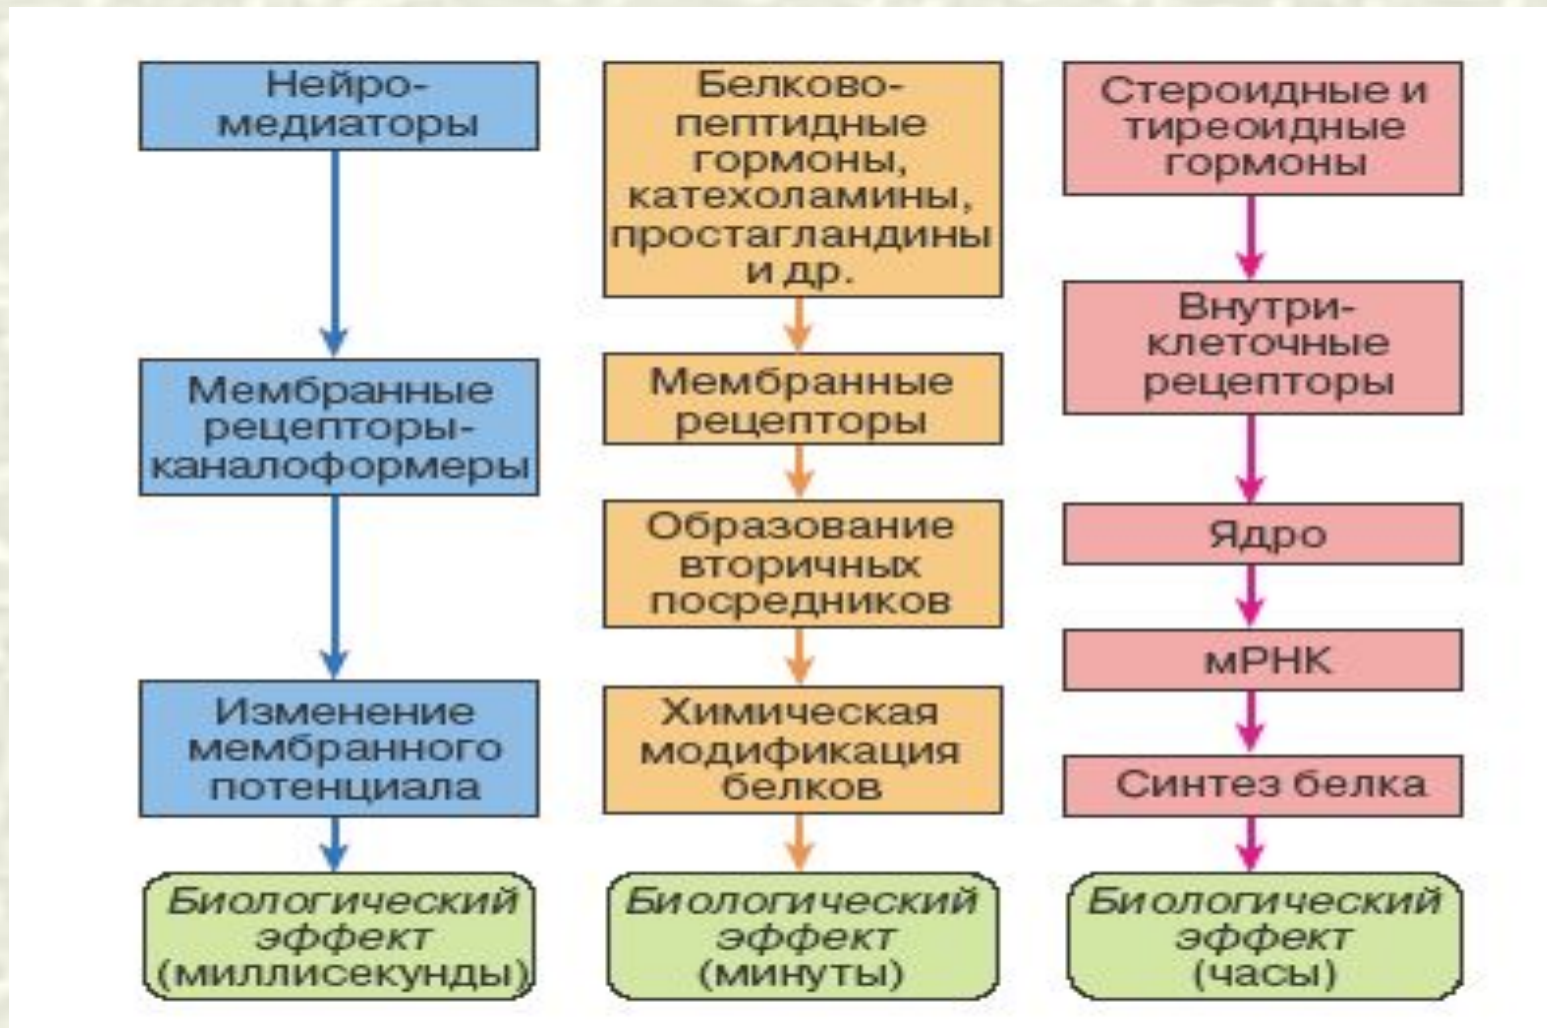 Нейро-
медиаторы
Мембранные
рецепторы-
каналоформеры
Изменение
мембранного
потенциала
Биологический
эффект
(миллисекунды)
Белково-
пептидные
гормоны,
катехоламины,
простагландины
и др.
Мембранные
рецепторы
Образование
вторичных
посредников
Химическая
модификация
белков
Биологический
эффект
(минуты)
Стероидные и
тиреоидные
гормоны
Внутри-
клеточные
рецепторы
Ядро
мРНК
Синтез белка
Биологический
эффект
(часы)